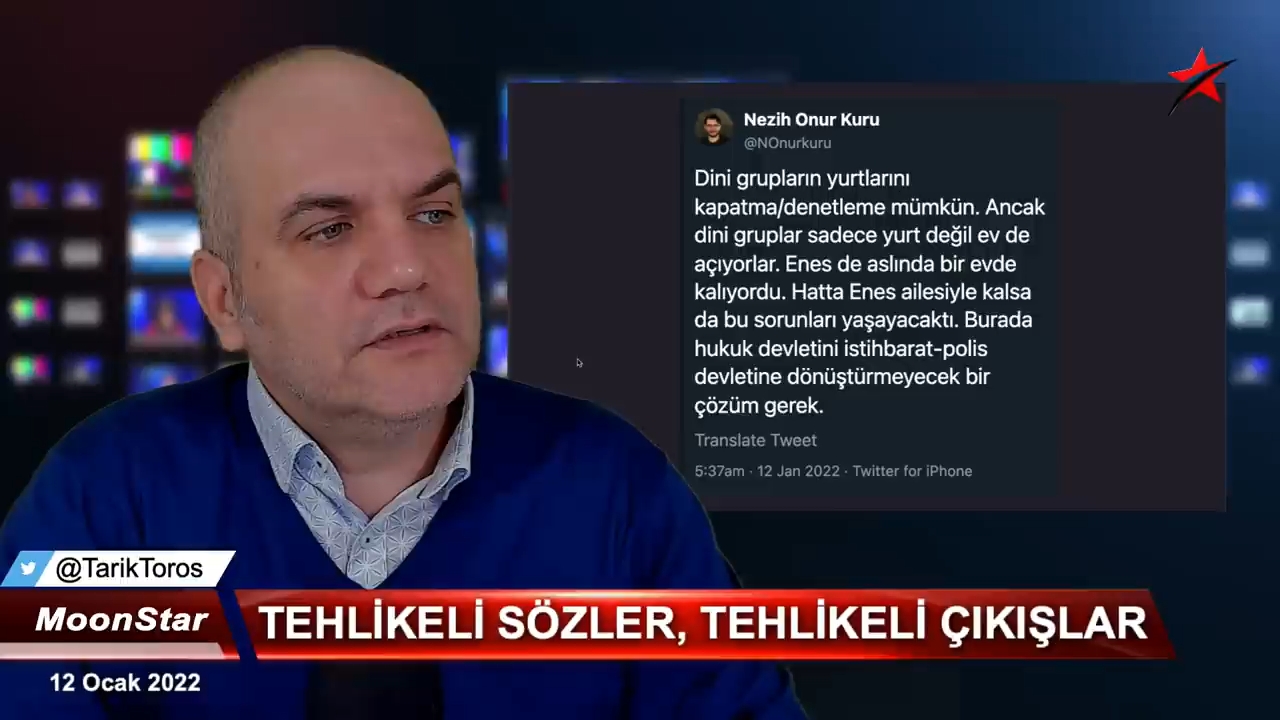 Nezih Onur Kuru
@NOnurkuru
Dini grupların yurtlarını
kapatma/denetleme mümkün. Ancak
dini gruplar sadece yurt değil ev de
açıyorlar. Enes de aslında bir evde
kalıyordu. Hatta Enes ailesiyle kalsa
da bu sorunları yaşayacaktı. Burada
hukuk devletini istihbarat-polis
devletine dönüştürmeyecek bir
çözüm gerek.
Translate Tweet
5:37am · 12 Jan 2022 · Twitter for iPhone
@TarikToros
MoonStar
TEHLİKELİ SÖZLER, TEHLİKELİ ÇIKIŞLAR
12 Ocak 2022